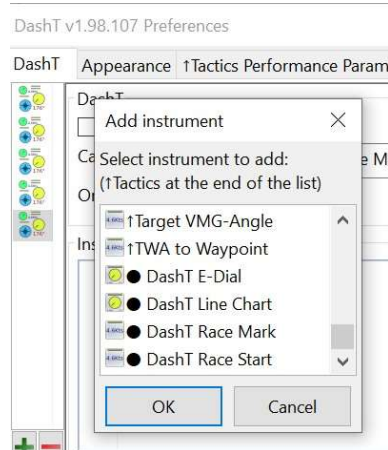 DashT v1.98.107 Preferences
DashT Appearance ↑Tactics Performance Param
DashT
Add instrument
Select instrument to add:
(↑Tactics at the end of the list)
↑Target VMG-Angle
↑TWA to Waypoint
● DashT E-Dial
● DashT Line Chart
● DashT Race Mark
● DashT Race Start
OK Cancel